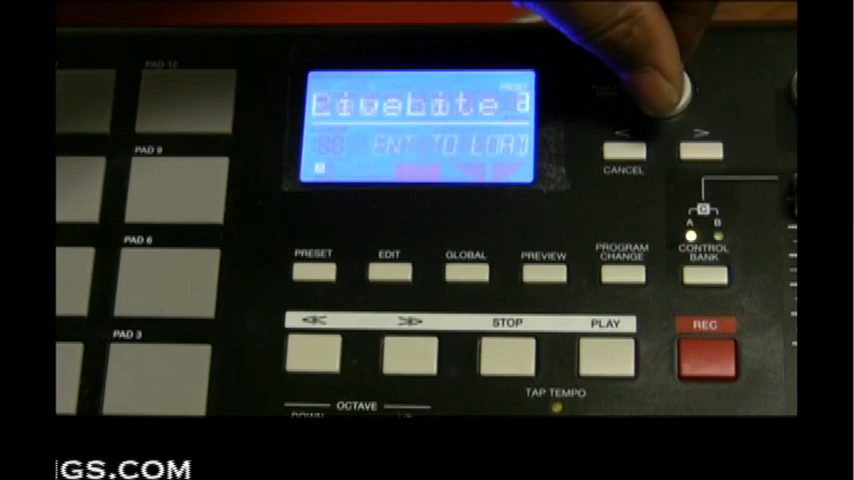 PAD 12
PRESET
Livebite a
ENT TO LOAD
< >
CANCEL
PAD 9
A B
PAD 6
PRESET EDIT GLOBAL PREVIEW PROGRAM CHANGE CONTROL BANK
<< >> STOP PLAY REC
PAD 3
TAP TEMPO
OCTAVE
DOWN
GS.COM